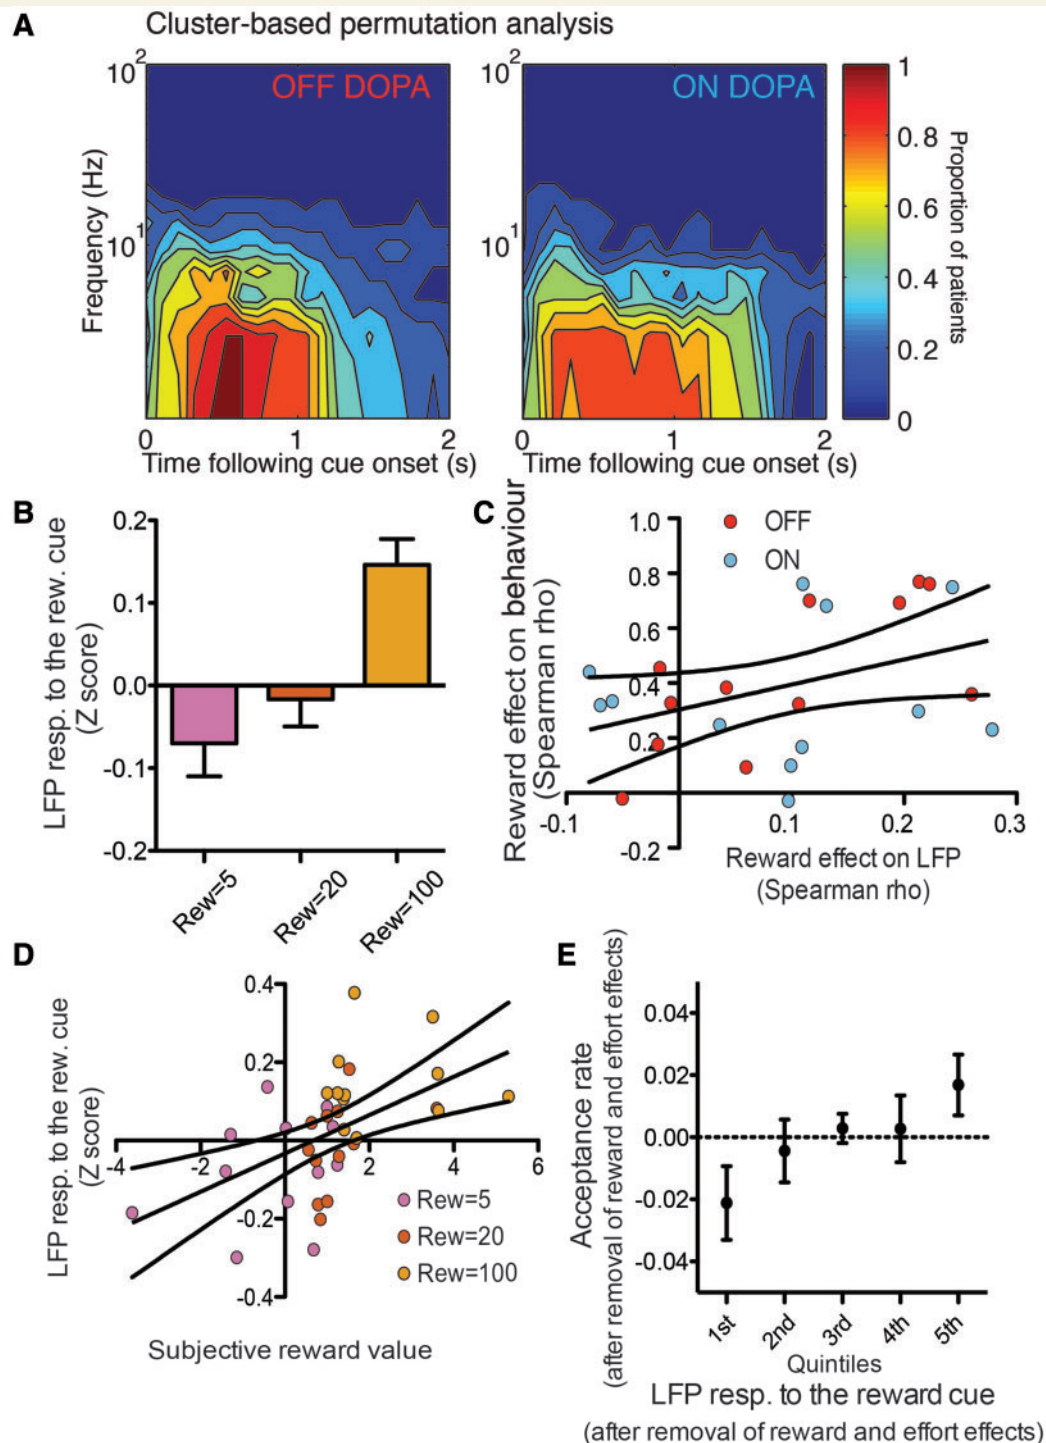 A
Cluster-based permutation analysis
10²
OFF DOPA
10¹
Frequency (Hz)
0
1
2
Time following cue onset (s)
10²
ON DOPA
10¹
0
1
2
Time following cue onset (s)
1
0.8
0.6
0.4
0.2
0
Proportion of patients
B
LFP resp. to the rew. cue
(Z score)
0.2
0.1
0.0
-0.1
-0.2
Rew=5
Rew=20
Rew=100
C
Reward effect on behaviour
(Spearman rho)
1.0
0.8
0.6
0.4
0.2
-0.2
OFF
ON
-0.1
0.1
0.2
0.3
Reward effect on LFP
(Spearman rho)
D
LFP resp. to the rew. cue
(Z score)
0.4
0.2
-0.2
-0.4
-4
-2
2
4
6
Rew=5
Rew=20
Rew=100
Subjective reward value
E
Acceptance rate
(after removal of reward and effort effects)
0.04
0.02
0.00
-0.02
-0.04
1st
2nd
3rd
4th
5th
Quintiles
LFP resp. to the reward cue
(after removal of reward and effort effects)